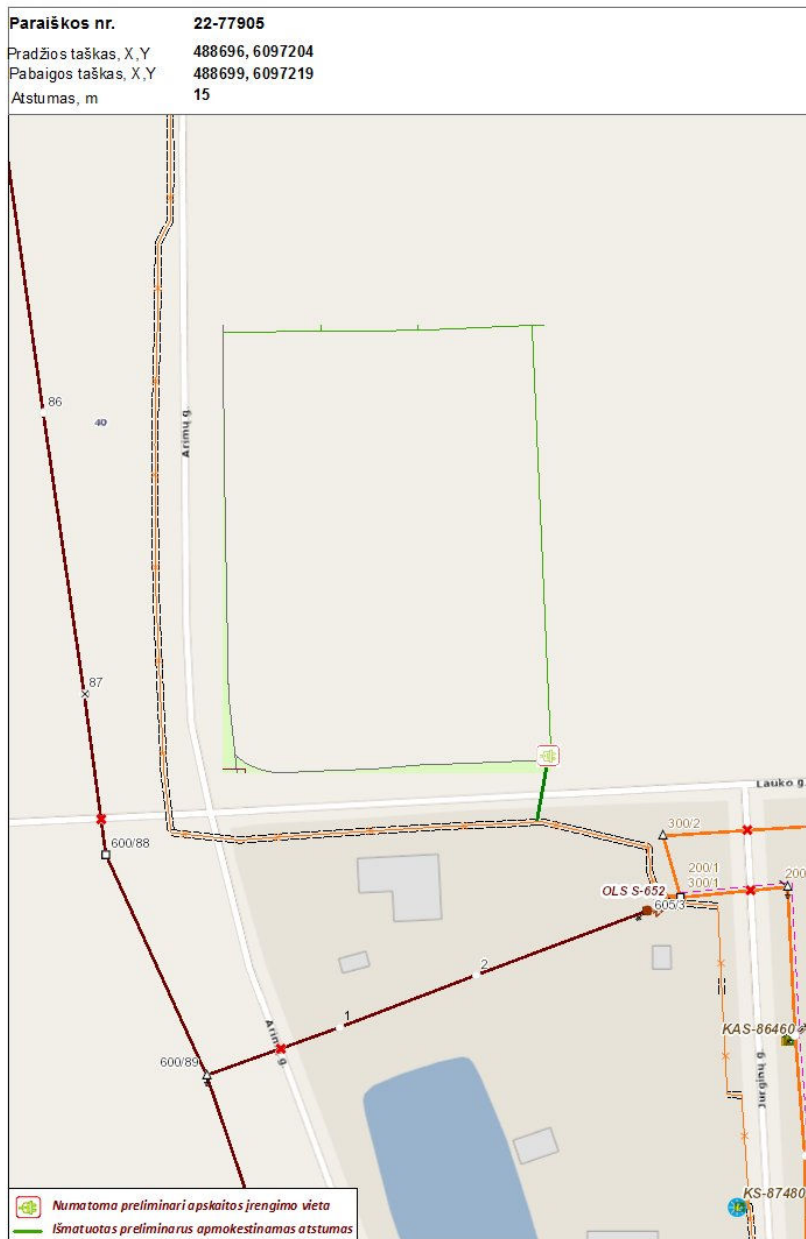 Paraiškos nr. 22-77905
Pradžios taškas, X,Y 488696, 6097204
Pabaigos taškas, X,Y 488699, 6097219
Atstumas, m 15
86
40
Arimų g.
87
Lauko g.
600/88
300/2
200/1
300/1
200
OLS S-652
605/3
2
1
KAS-86460
Arimų g.
600/89
Jurginų g.
KS-87480
Numatoma preliminari apskaitos įrengimo vieta
Išmatuotas preliminarus apmokestinamas atstumas